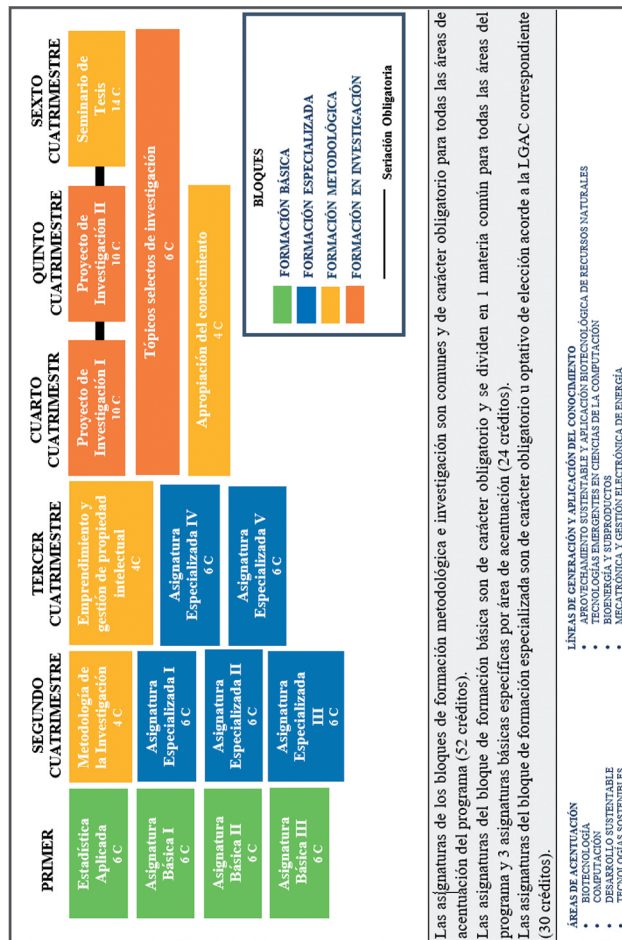 PRIMER
SEGUNDO
CUATRIMESTRE
TERCER
CUATRIMESTRE
CUARTO
CUATRIMESTR
QUINTO
CUATRIMESTRE
SEXTO
CUATRIMESTRE
Estadística
Aplicada
6 C
Metodología de
la Investigación
4 C
Emprendimiento y
gestión de propiedad
intelectual
4C
Proyecto de
Investigación I
10 C
Proyecto de
Investigación II
10 C
Seminario de
Tesis
14 C
Asignatura
Básica I
6 C
Asignatura
Especializada I
6 C
Asignatura
Especializada IV
6 C
Tópicos selectos de investigación
6 C
Asignatura
Básica II
6 C
Asignatura
Especializada II
6 C
Asignatura
Especializada V
6 C
Apropiación del conocimiento
4 C
Asignatura
Básica III
6 C
Asignatura
Especializada
III
6 C
BLOQUES
FORMACIÓN BÁSICA
FORMACIÓN ESPECIALIZADA
FORMACIÓN METODOLÓGICA
FORMACIÓN EN INVESTIGACIÓN
Seriación Obligatoria
Las asignaturas de los bloques de formación metodológica e investigación son comunes y de carácter obligatorio para todas las áreas de
acentuación del programa (52 créditos).
Las asignaturas del bloque de formación básica son de carácter obligatorio y se dividen en 1 materia común para todas las áreas del
programa y 3 asignaturas básicas específicas por área de acentuación (24 créditos).
Las asignaturas del bloque de formación especializada son de carácter obligatorio u optativo de elección acorde a la LGAC correspondiente
(30 créditos).
ÁREAS DE ACENTUACIÓN
• BIOTECNOLOGÍA
• COMPUTACIÓN
• DESARROLLO SUSTENTABLE
• TECNOLOGÍAS SOSTENIBLES
LÍNEAS DE GENERACIÓN Y APLICACIÓN DEL CONOCIMIENTO
• APROVECHAMIENTO SUSTENTABLE Y APLICACIÓN BIOTECNOLÓGICA DE RECURSOS NATURALES
• TECNOLOGÍAS EMERGENTES EN CIENCIAS DE LA COMPUTACIÓN
• BIOENERGÍA Y SUBPRODUCTOS
• MECATRÓNICA Y GESTIÓN ELECTRÓNICA DE ENERGÍA